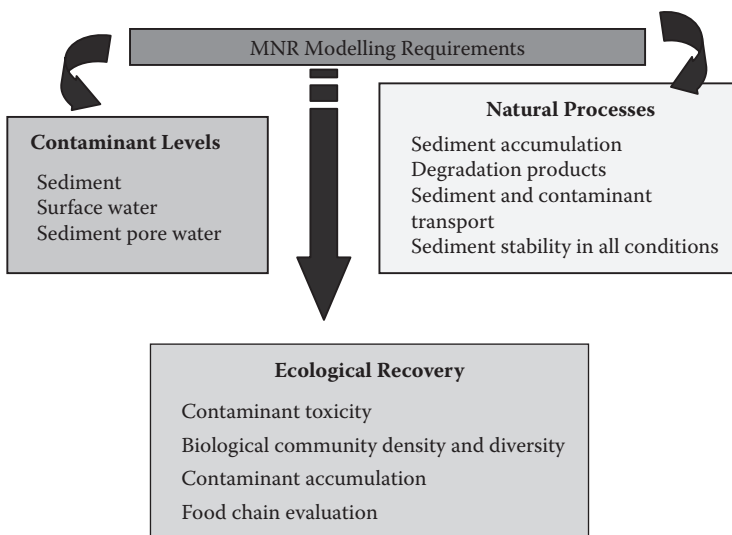 MNR Modelling Requirements
Contaminant Levels
Sediment
Surface water
Sediment pore water
Natural Processes
Sediment accumulation
Degradation products
Sediment and contaminant
transport
Sediment stability in all conditions
Ecological Recovery
Contaminant toxicity
Biological community density and diversity
Contaminant accumulation
Food chain evaluation